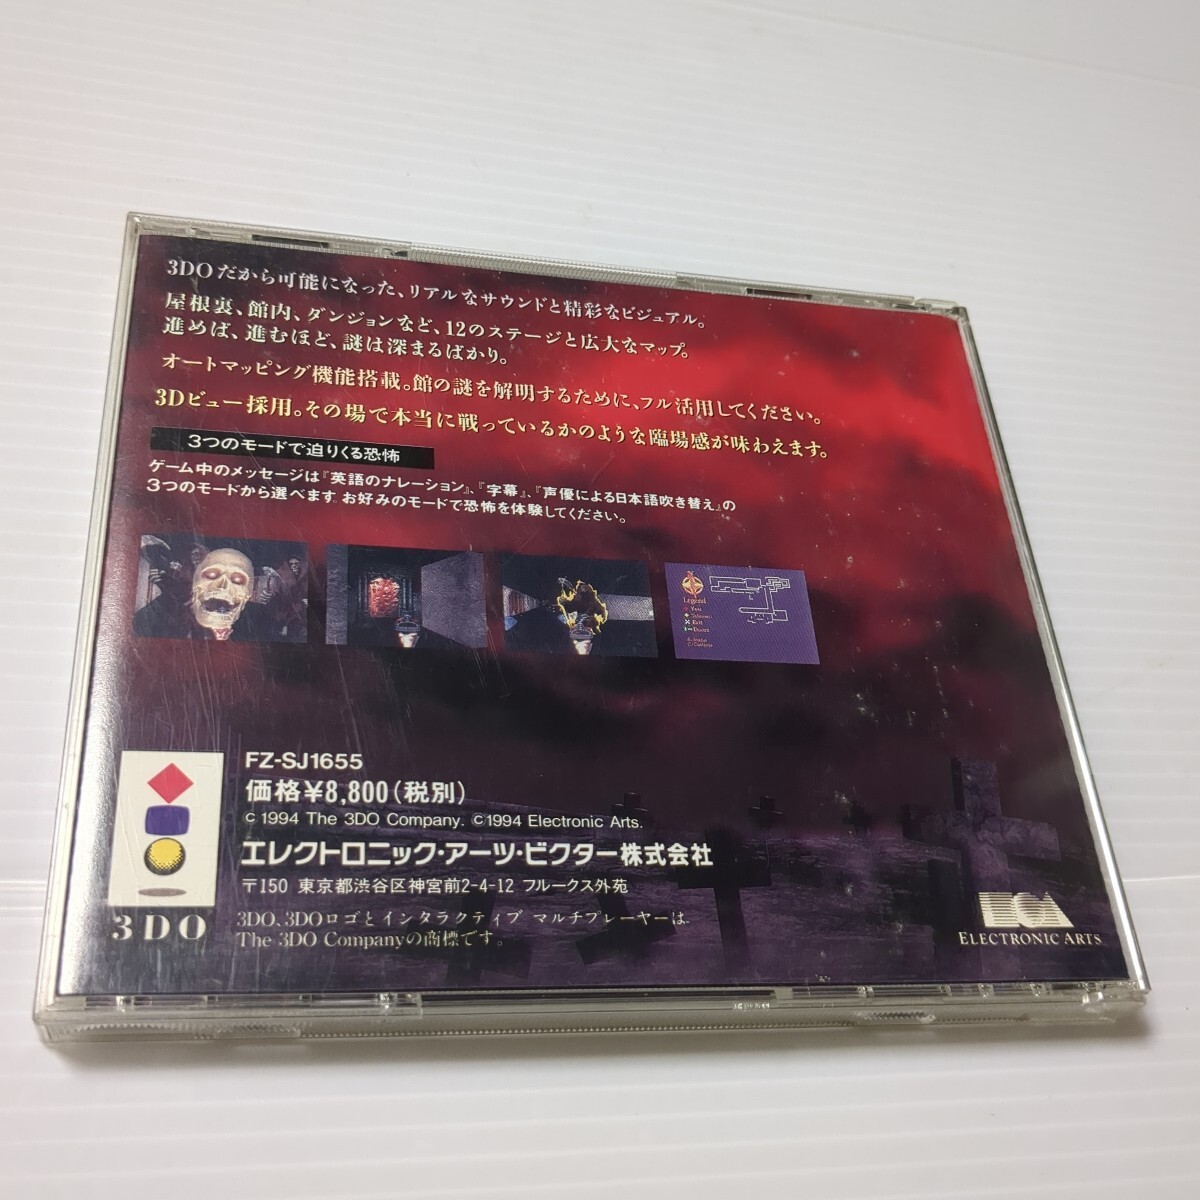 3DOだから可能になった、リアルなサウンドと精彩なビジュアル。
屋根裏、館内、ダンジョンなど、12のステージと広大なマップ。
進めば、進むほど、謎は深まるばかり。
オートマッピング機能搭載。館の謎を解明するために、フル活用してください。
3Dビュー採用。その場で本当に戦っているかのような臨場感が味わえます。
3つのモードで迫りくる恐怖
ゲーム中のメッセージは『英語のナレーション』、『字幕』、『声優による日本語吹き替え』の
3つのモードから選べます。お好みのモードで恐怖を体験してください。
Legend
You
Exit
Doors
FZ-SJ1655
価格¥8,800(税別)
© 1994 The 3DO Company. ©1994 Electronic Arts.
エレクトロニック・アーツ・ビクター株式会社
〒150 東京都渋谷区神宮前2-4-12 フルークス外苑
3DO、3DOロゴとインタラクティブ マルチプレーヤーは、
The 3DO Companyの商標です。
3DO
EA
ELECTRONIC ARTS